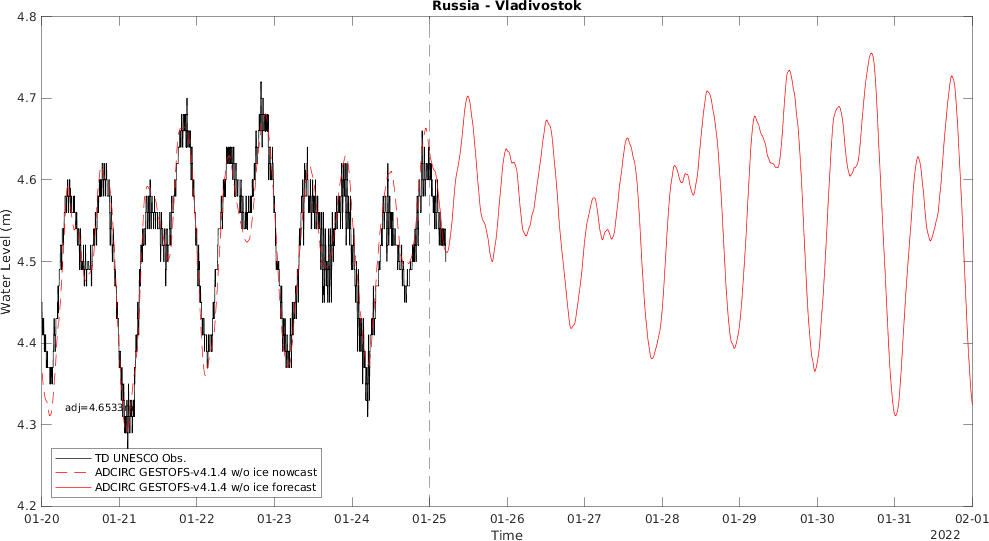 Russia - Vladivostok
4.8
4.7
4.6
4.5
4.4
4.3
4.2
Water Level (m)
adj=4.6533
TD UNESCO Obs.
ADCIRC GESTOFS-v4.1.4 w/o ice nowcast
ADCIRC GESTOFS-v4.1.4 w/o ice forecast
01-20 01-21 01-22 01-23 01-24 01-25 01-26 01-27 01-28 01-29 01-30 01-31 02-01
Time
2022